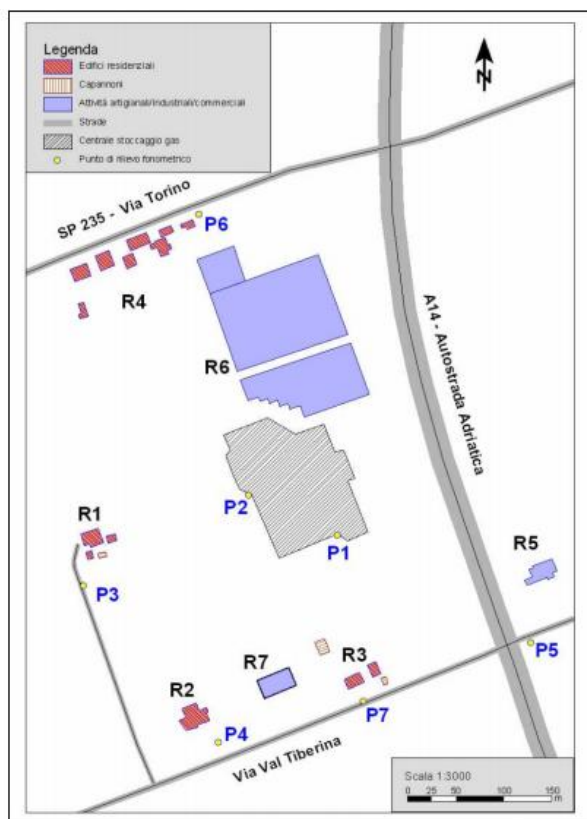 Legenda
Edifici residenziali
Capannoni
Attività artigianali/industriali/commerciali
Strade
Centrale stoccaggio gas
Punto di rilievo fonometrico
N
SP 235 - Via Torino
P6
R4
R6
A14 - Autostrada Adriatica
P2
R1
P1
R5
P3
R7
R3
P5
R2
P7
P4
Via Val Tiberina
Scala 1:3000
0 25 50 100 150
m